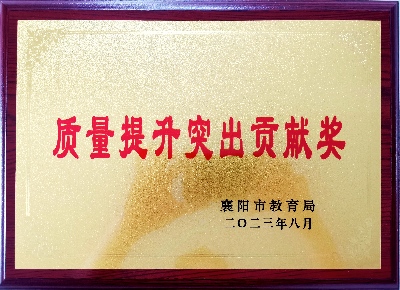 质量提升突出贡献奖
襄阳市教育局
二〇二三年八月